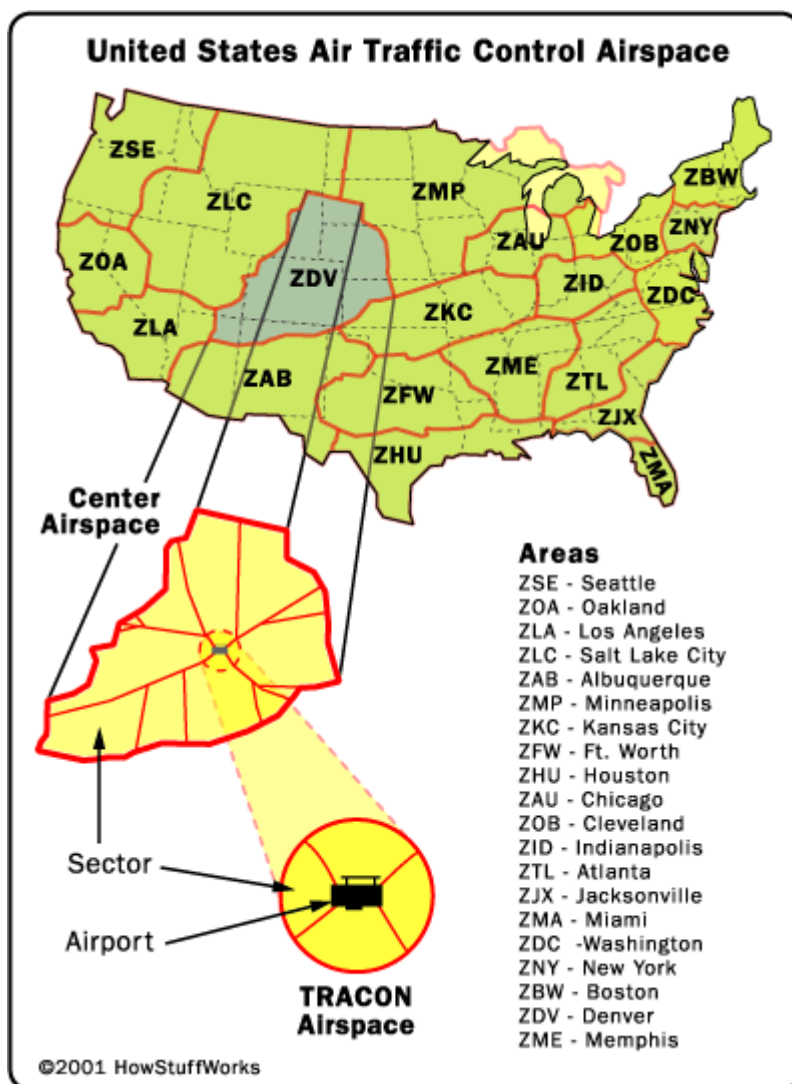 United States Air Traffic Control Airspace
ZSE
ZLC
ZMP
ZBW
ZNY
ZOA
ZAU
ZOB
ZDV
ZID
ZDC
ZLA
ZKC
ZAB
ZME
ZTL
ZFW
ZJX
ZHU
ZMA
Center
Airspace
Sector
Airport
TRACON
Airspace
Areas
ZSE - Seattle
ZOA - Oakland
ZLA - Los Angeles
ZLC - Salt Lake City
ZAB - Albuquerque
ZMP - Minneapolis
ZKC - Kansas City
ZFW - Ft. Worth
ZHU - Houston
ZAU - Chicago
ZOB - Cleveland
ZID - Indianapolis
ZTL - Atlanta
ZJX - Jacksonville
ZMA - Miami
ZDC -Washington
ZNY - New York
ZBW - Boston
ZDV - Denver
ZME - Memphis
©2001 HowStuffWorks